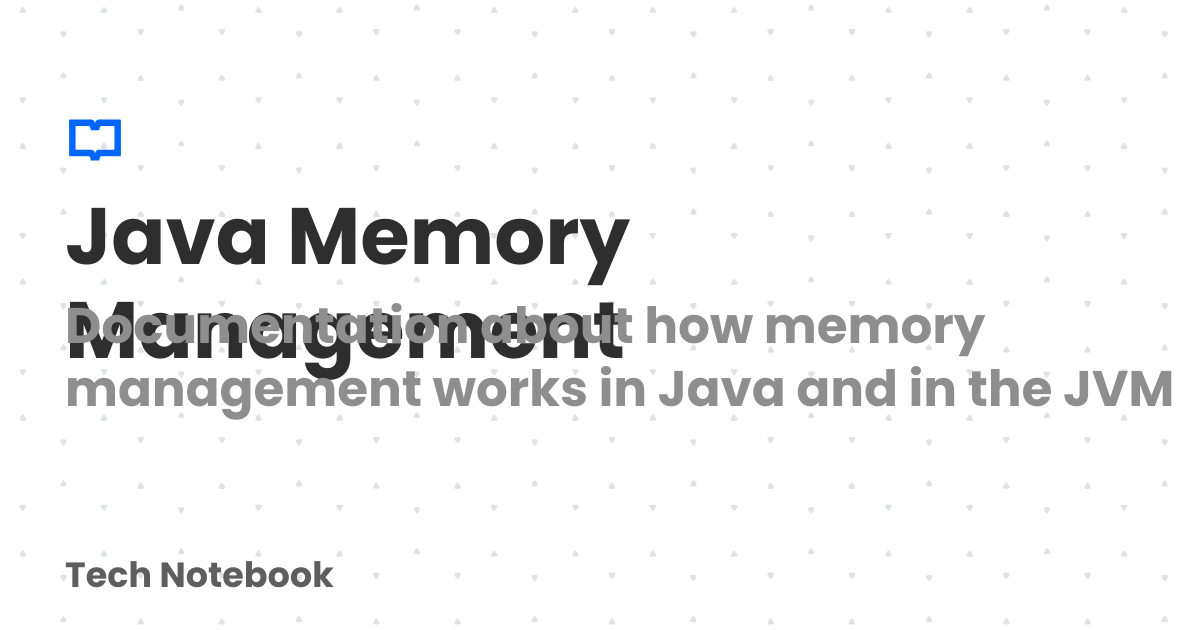 Java Memory
Management
Documentation about how memory
management works in Java and in the JVM
Tech Notebook